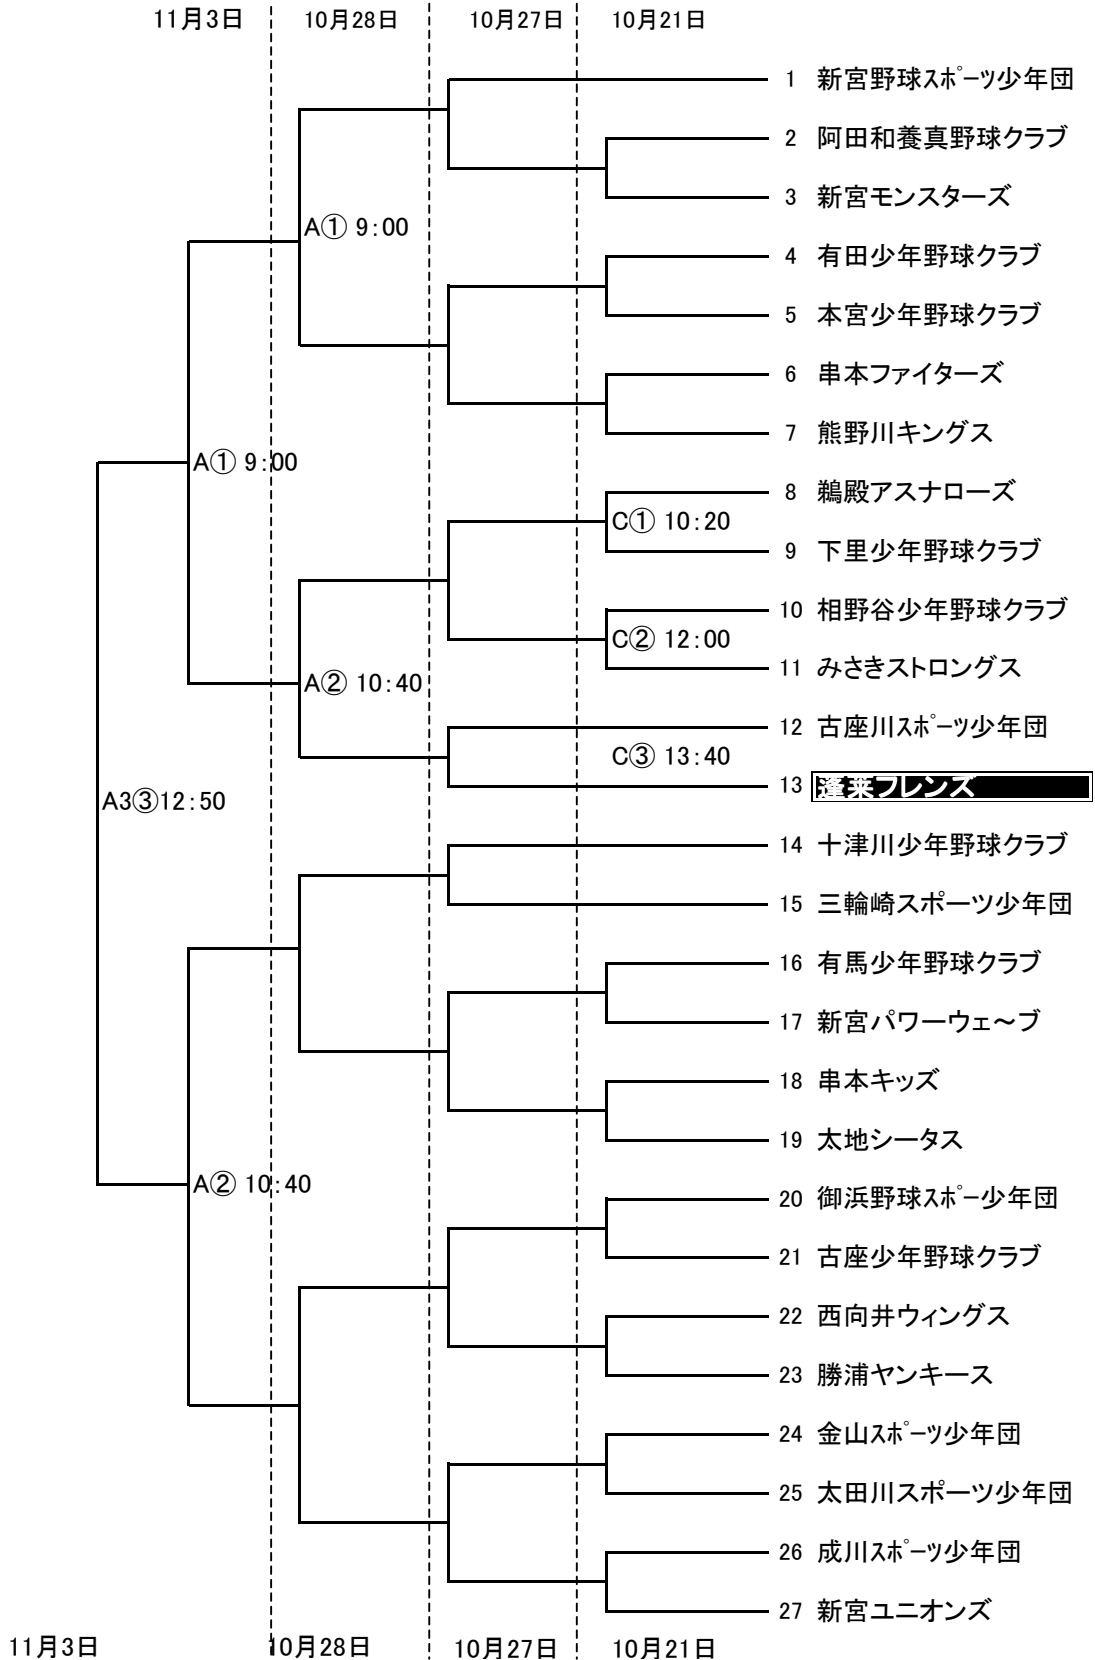 11月3日 10月28日 10月27日 10月21日
1 新宮野球ｽﾎﾟｰﾂ少年団
2 阿田和養真野球クラブ
3 新宮モンスターズ
A① 9:00
4 有田少年野球クラブ
5 本宮少年野球クラブ
6 串本ファイターズ
7 熊野川キングス
A① 9:00
8 鵜殿アスナローズ
C① 10:20
9 下里少年野球クラブ
10 相野谷少年野球クラブ
C② 12:00
11 みさきストロングス
A② 10:40
12 古座川ｽﾎﾟｰﾂ少年団
C③ 13:40
13 蓬莱フレンズ
A3③12:50
14 十津川少年野球クラブ
15 三輪崎スポーツ少年団
16 有馬少年野球クラブ
17 新宮パワーウェ～ブ
18 串本キッズ
19 太地シータス
A② 10:40
20 御浜野球ｽﾎﾟｰ少年団
21 古座少年野球クラブ
22 西向井ウィングス
23 勝浦ヤンキース
24 金山ｽﾎﾟｰﾂ少年団
25 太田川スポーツ少年団
26 成川ｽﾎﾟｰﾂ少年団
27 新宮ユニオンズ
11月3日 10月28日 10月27日 10月21日